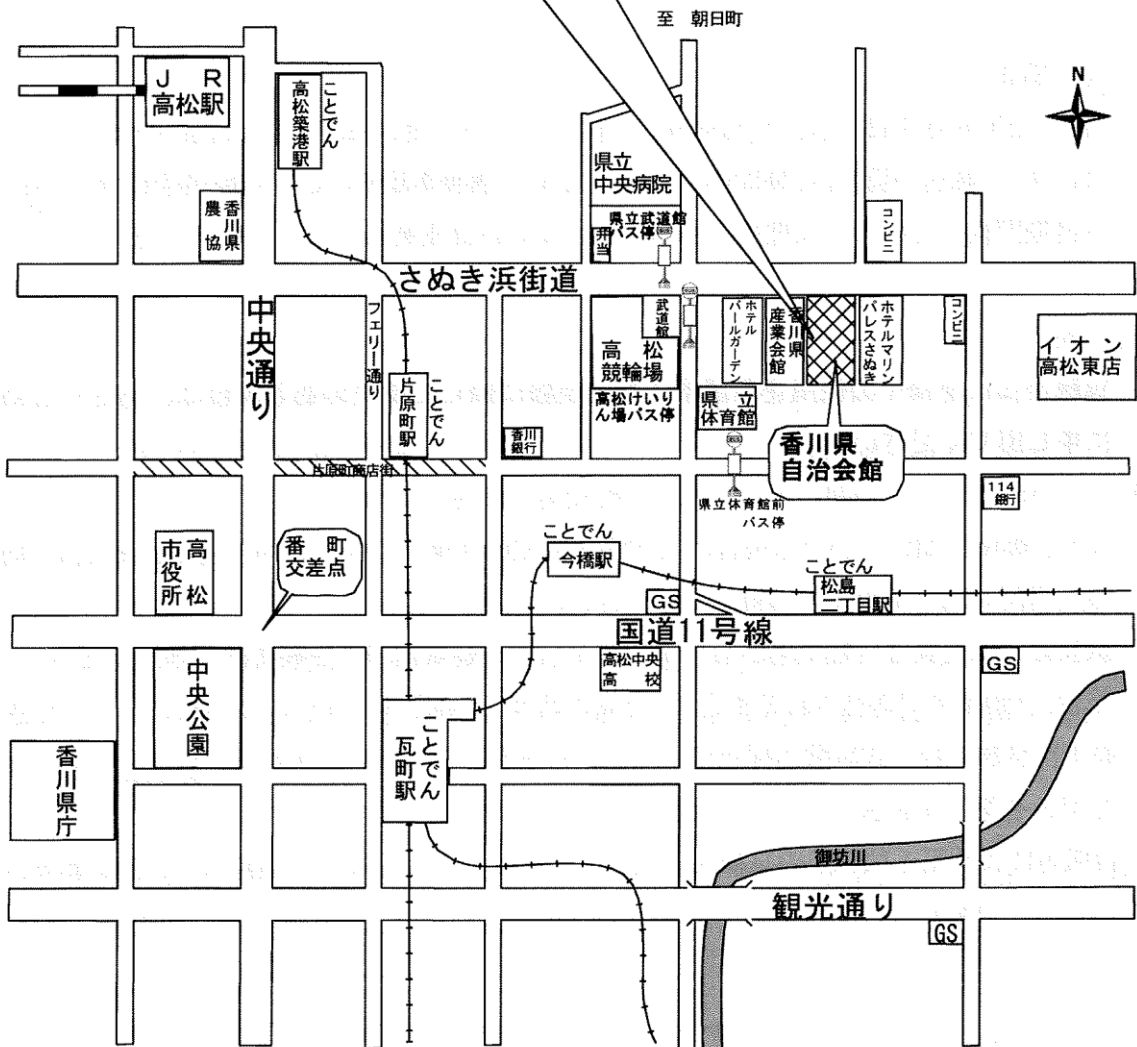 至 朝日町
N
J R
高松駅
ことでん
高松築港駅
香川県
農協
県立
中央病院
県立武道館
バス停
弁当
コンビニ
さぬき浜街道
中央通り
フェリー通り
ことでん
片原町駅
武道館
高松
競輪場
高松けいり
ん場バス停
ホテル
パールガーデン
香川県
産業会館
ホテルマリン
パレスさぬき
コンビニ
イオン
高松東店
県立
体育館
香川県
自治会館
香川
銀行
片原町商店街
県立体育館前
バス停
114
銀行
高松
市役所
番町
交差点
ことでん
今橋駅
ことでん
松島
二丁目駅
GS
国道11号線
高松中央
高校
GS
中央公園
ことでん
瓦町駅
香川県庁
御坊川
観光通り
GS